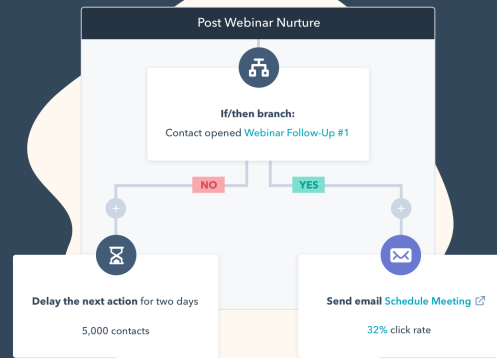 Post Webinar Nurture
If/then branch:
Contact opened Webinar Follow-Up #1
NO
YES
Delay the next action for two days
5,000 contacts
Send email Schedule Meeting
32% click rate